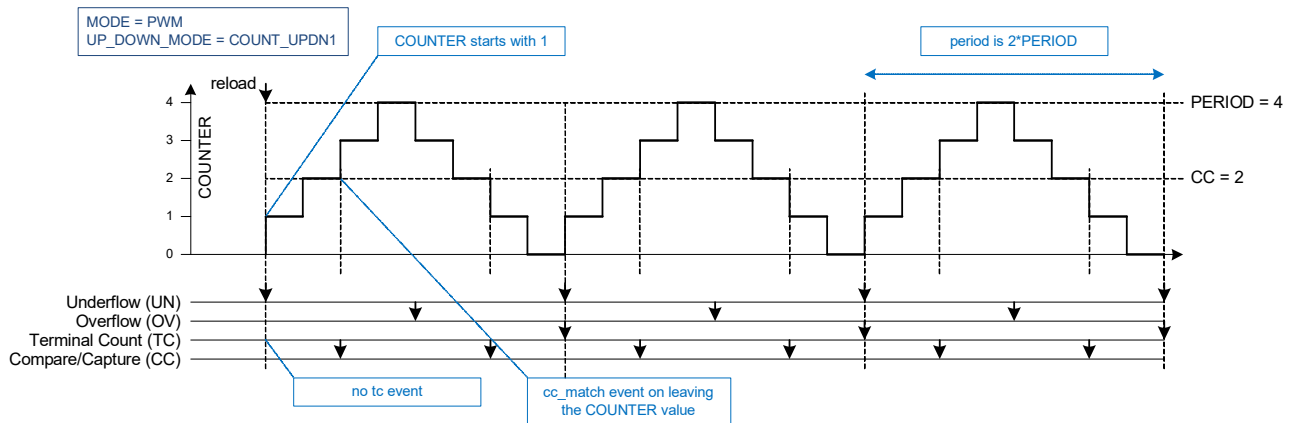 MODE = PWM
UP_DOWN_MODE = COUNT_UPDN1
COUNTER starts with 1
period is 2*PERIOD
reload
4
3
2
1
0
COUNTER
PERIOD = 4
CC = 2
Underflow (UN)
Overflow (OV)
Terminal Count (TC)
Compare/Capture (CC)
no tc event
cc_match event on leaving
the COUNTER value